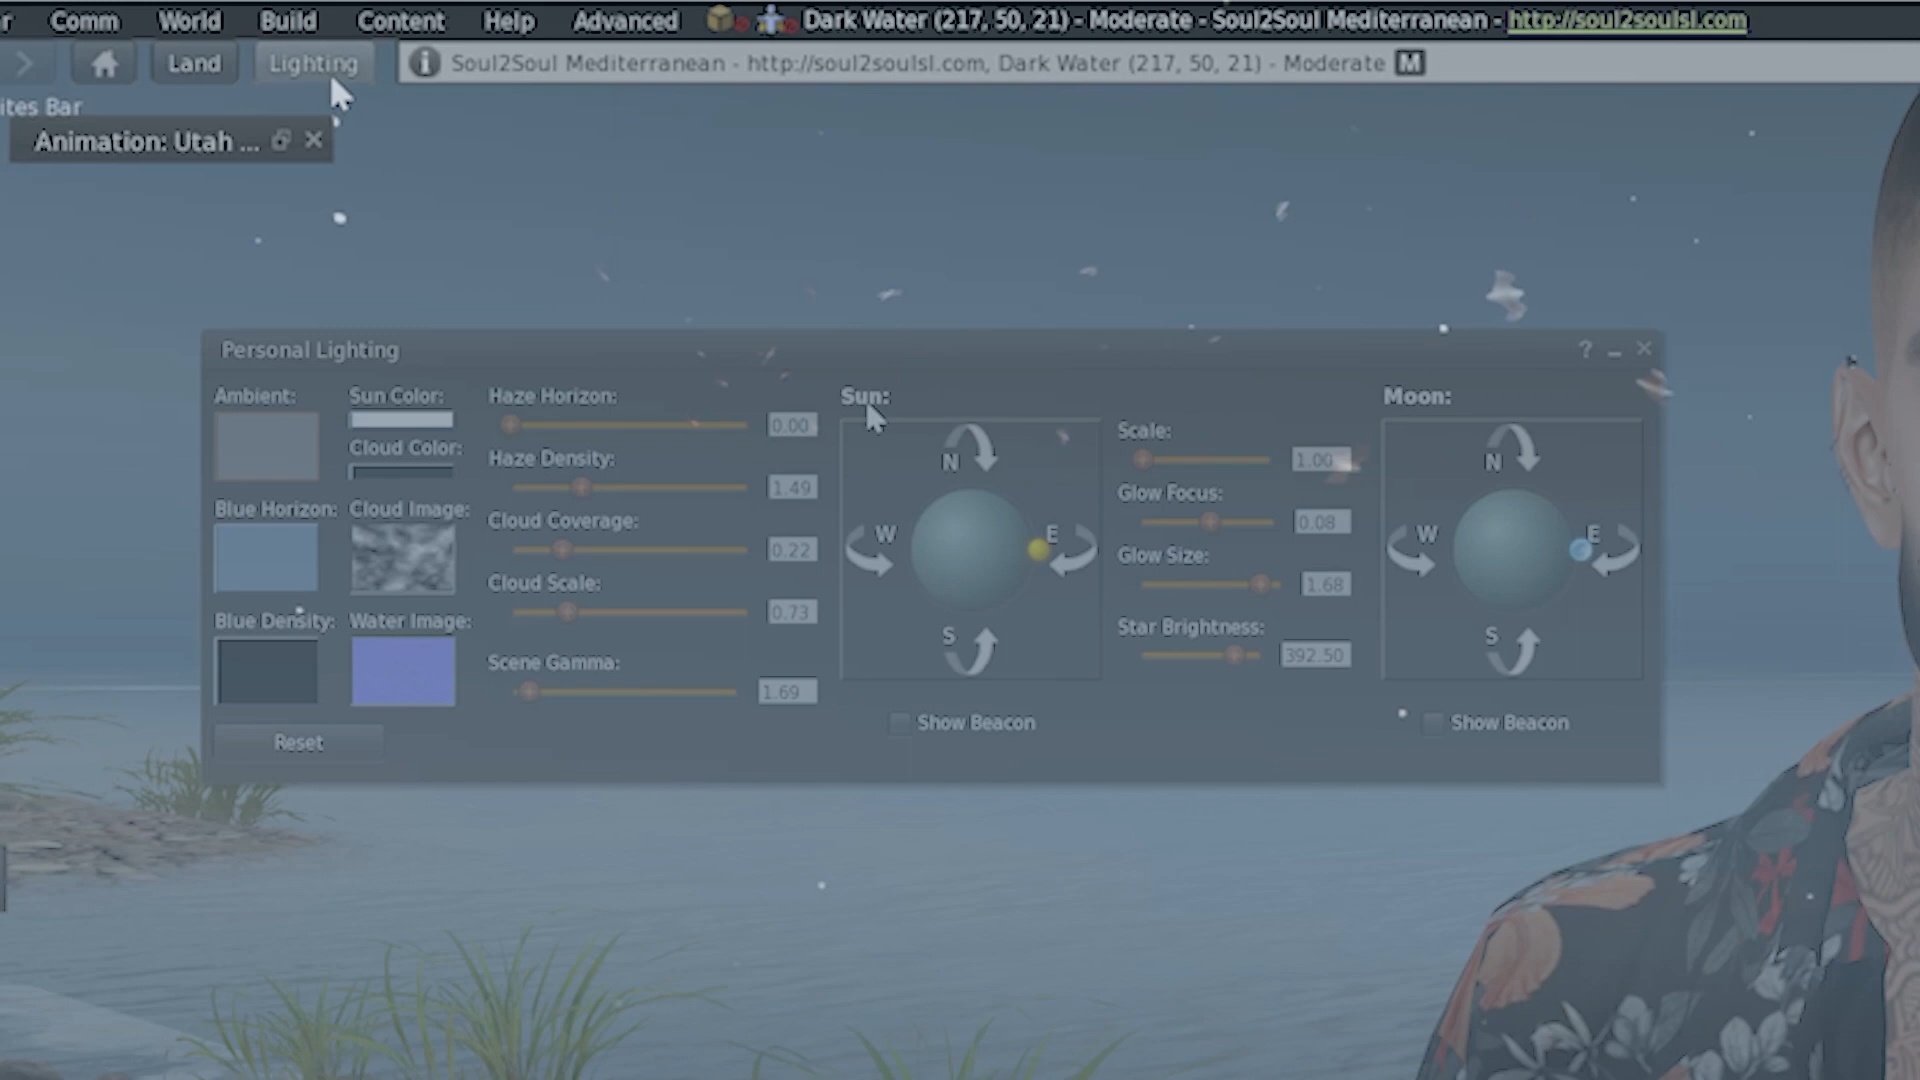 r Comm World Build Content Help Advanced Dark Water (217, 50, 21) - Moderate - Soul2Soul Mediterranean - http://soul2soulsl.com
Land Lighting Soul2Soul Mediterranean - http://soul2soulsl.com, Dark Water (217, 50, 21) - Moderate M
ites Bar
Animation: Utah ...
Personal Lighting ?
Ambient: Sun Color: Haze Horizon: Sun: Moon:
0.00
Scale:
Cloud Color: Haze Density:
N 1.00 N
1.49
Glow Focus:
Blue Horizon: Cloud Image: Cloud Coverage:
0.08
W E W E
0.22
Glow Size:
Cloud Scale:
1.68
0.73
Blue Density: Water Image: Star Brightness:
S S
392.50
Scene Gamma:
1.69
Show Beacon Show Beacon
Reset